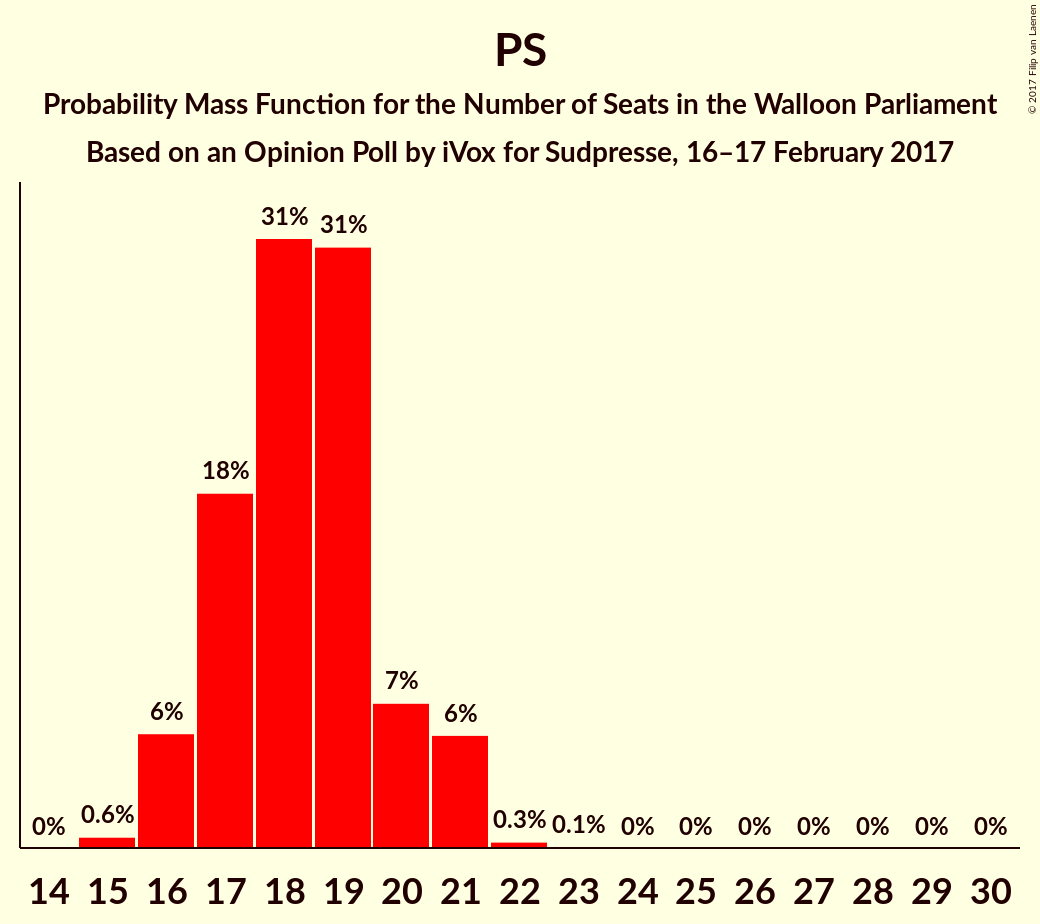 PS
Probability Mass Function for the Number of Seats in the Walloon Parliament
Based on an Opinion Poll by iVox for Sudpresse, 16–17 February 2017
© 2017 Filip van Laenen
0% 0.6% 6% 18% 31% 31% 7% 6% 0.3% 0.1% 0% 0% 0% 0% 0% 0% 0%
14 15 16 17 18 19 20 21 22 23 24 25 26 27 28 29 30